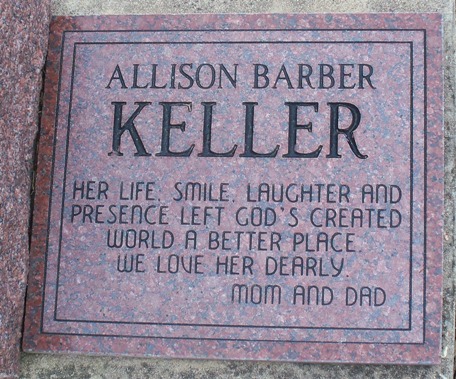 ALLISON BARBER
KELLER
HER LIFE, SMILE, LAUGHTER AND
PRESENCE LEFT GOD'S CREATED
WORLD A BETTER PLACE.
WE LOVE HER DEARLY.
MOM AND DAD